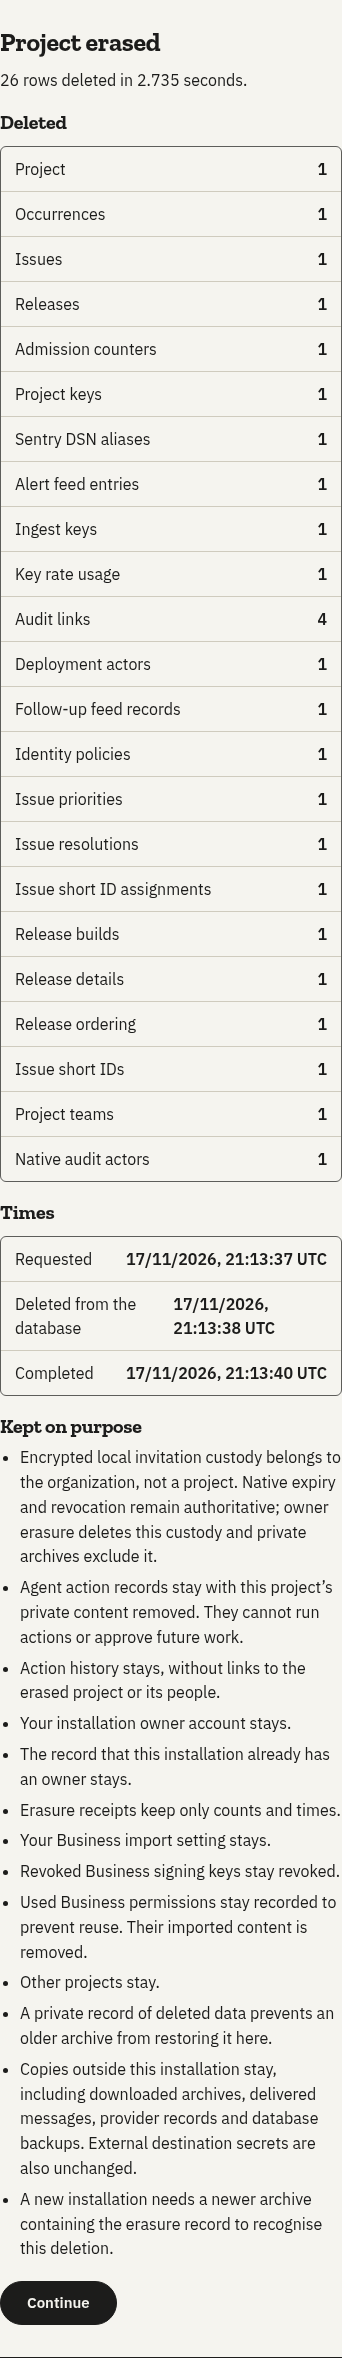 Project erased
26 rows deleted in 2.735 seconds.
Deleted
Project 1
Occurrences 1
Issues 1
Releases 1
Admission counters 1
Project keys 1
Sentry DSN aliases 1
Alert feed entries 1
Ingest keys 1
Key rate usage 1
Audit links 4
Deployment actors 1
Follow-up feed records 1
Identity policies 1
Issue priorities 1
Issue resolutions 1
Issue short ID assignments 1
Release builds 1
Release details 1
Release ordering 1
Issue short IDs 1
Project teams 1
Native audit actors 1
Times
Requested 17/11/2026, 21:13:37 UTC
Deleted from the 17/11/2026,
database 21:13:38 UTC
Completed 17/11/2026, 21:13:40 UTC
Kept on purpose
• Encrypted local invitation custody belongs to
the organization, not a project. Native expiry
and revocation remain authoritative; owner
erasure deletes this custody and private
archives exclude it.
• Agent action records stay with this project’s
private content removed. They cannot run
actions or approve future work.
• Action history stays, without links to the
erased project or its people.
• Your installation owner account stays.
• The record that this installation already has
an owner stays.
• Erasure receipts keep only counts and times.
• Your Business import setting stays.
• Revoked Business signing keys stay revoked.
• Used Business permissions stay recorded to
prevent reuse. Their imported content is
removed.
• Other projects stay.
• A private record of deleted data prevents an
older archive from restoring it here.
• Copies outside this installation stay,
including downloaded archives, delivered
messages, provider records and database
backups. External destination secrets are
also unchanged.
• A new installation needs a newer archive
containing the erasure record to recognise
this deletion.
Continue